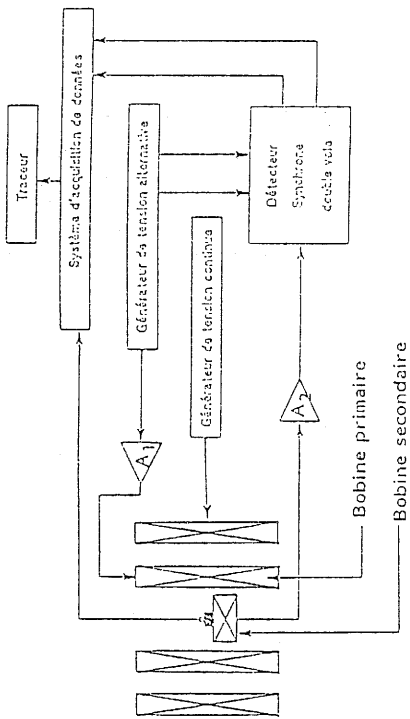 Traceur
Système d'acquisition de données
Générateur de tension alternative
Générateur de tension continue
Détecteur
Synchrone
double voie
A1
A2
Bobine primaire
Bobine secondaire